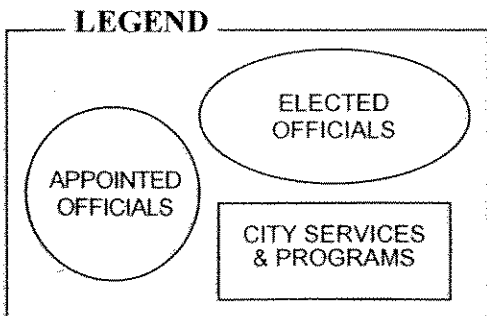 LEGEND
ELECTED
OFFICIALS
APPOINTED
OFFICIALS
CITY SERVICES
& PROGRAMS